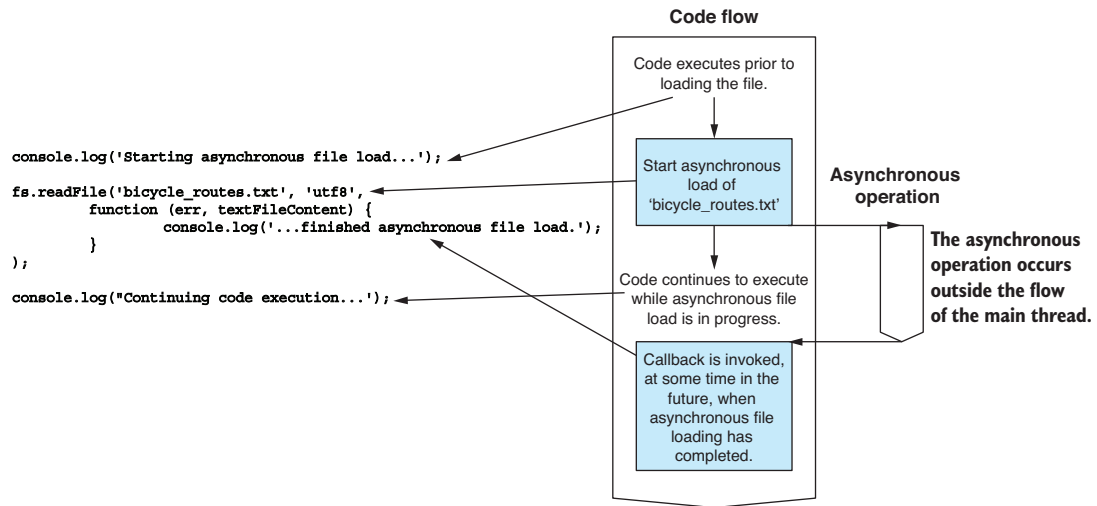 Code flow
Code executes prior to
loading the file.
console.log('Starting asynchronous file load...');
fs.readFile('bicycle_routes.txt', 'utf8',
function (err, textFileContent) {
console.log('...finished asynchronous file load.');
}
);
console.log("Continuing code execution...');
Start asynchronous
load of
‘bicycle_routes.txt’
Asynchronous
operation
The asynchronous
operation occurs
outside the flow
of the main thread.
Code continues to execute
while asynchronous file
load is in progress.
Callback is invoked,
at some time in the
future, when
asynchronous file
loading has
completed.